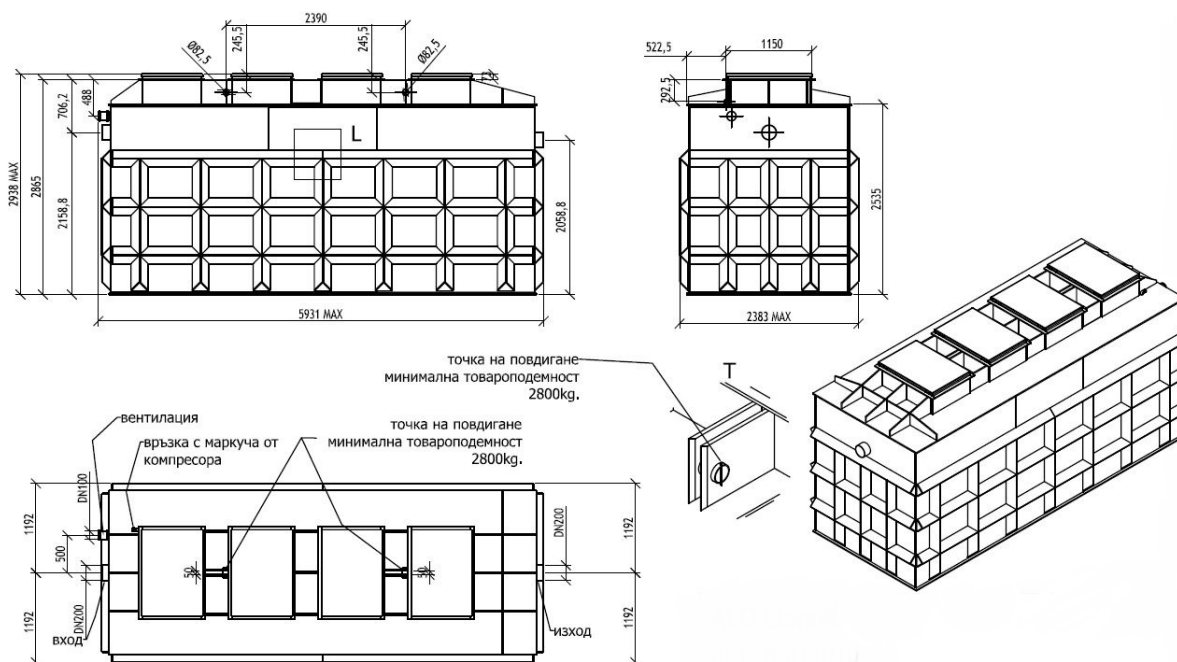 2390
245,5
245,5
Ø82,5
Ø82,5
73
488
706,2
2938 MAX
2865
2158,8
L
2058,8
5931 MAX
522,5
1150
292,5
2535
2383 MAX
точка на повдигане
минимална товароподемност
2800kg.
T
вентилация
връзка с маркуча от
компресора
точка на повдигане
минимална товароподемност
2800kg.
DN100
1192
500
1192
DN200
вход
50
50
DN200
1192
1192
изход